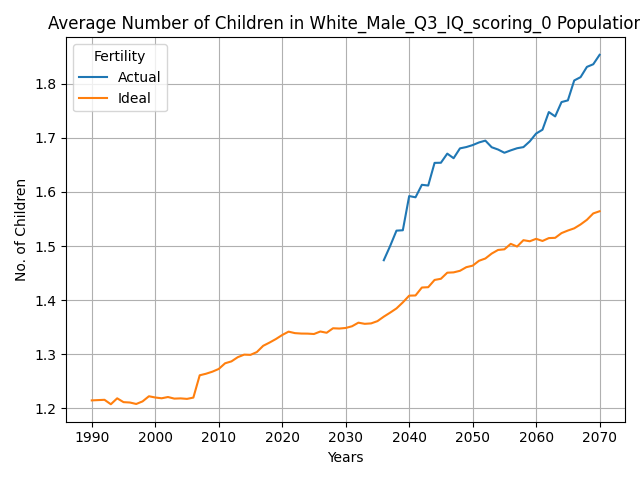 Average Number of Children in White_Male_Q3_IQ_scoring_0 Population
Fertility
Actual
Ideal
No. of Children
1.8
1.7
1.6
1.5
1.4
1.3
1.2
1990 2000 2010 2020 2030 2040 2050 2060 2070
Years